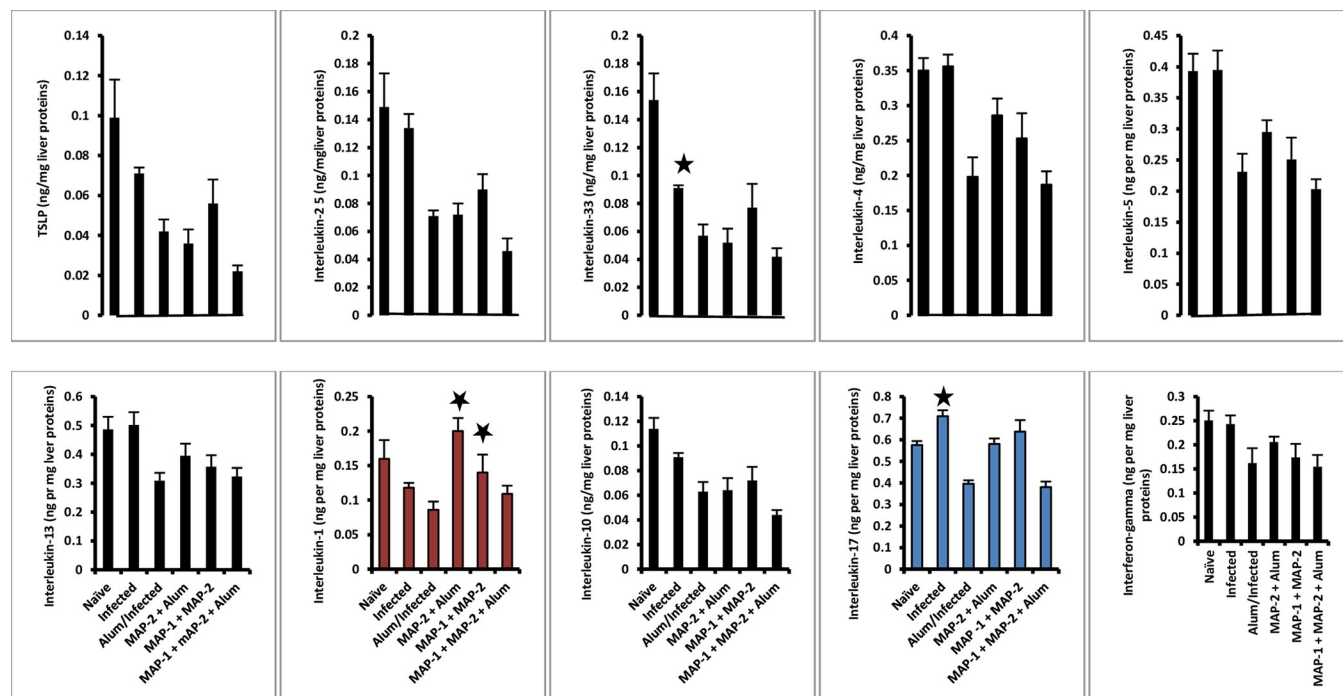 TSLP (ng/mg liver proteins)
0.14
0.12
0.1
0.08
0.06
0.04
0.02
0
Interleukin-2 5 (ng/mgliver proteins)
0.2
0.18
0.16
0.14
0.12
0.1
0.08
0.06
0.04
0.02
0
Interleukin-33 (ng/mg liver proteins)
0.2
0.18
0.16
0.14
0.12
0.1
0.08
0.06
0.04
0.02
0
Interleukin-4 (ng/mg liver proteins)
0.4
0.35
0.3
0.25
0.2
0.15
0.1
0.05
0
Interleukin-5 (ng per mg liver proteins)
0.45
0.4
0.35
0.3
0.25
0.2
0.15
0.1
0.05
0
Interleukin-13 (ng pr mg liver proteins)
0.6
0.5
0.4
0.3
0.2
0.1
0
Naïve
Infected
Alum/Infected
MAP-2 + Alum
MAP-1 + MAP-2
MAP-1 + mAP-2 + Alum
Interleukin-1 (ng per mg liver proteins)
0.25
0.2
0.15
0.1
0.05
0
Naïve
Infected
Alum/Infected
MAP-2 + Alum
MAP-1 + MAP-2
MAP-1 + MAP-2 + Alum
Interleukin-10 (ng/mg liver proteins)
0.14
0.12
0.1
0.08
0.06
0.04
0.02
0
Naïve
Infected
Alum/Infected
MAP-2 + Alum
MAP-1 + MAP-2
MAP-1 + MAP-2 + Alum
Interleukin-17 (ng per mg liver proteins)
0.8
0.7
0.6
0.5
0.4
0.3
0.2
0.1
0
Naïve
Infected
Alum/Infected
MAP-2 + Alum
MAP-1 + MAP-2
MAP-1 + MAP-2 + Alum
Interferon-gamma (ng per mg liver
proteins)
0.3
0.25
0.2
0.15
0.1
0.05
0
Naïve
Infected
Alum/Infected
MAP-2 + Alum
MAP-1 + MAP-2
MAP-1 + MAP-2 + Alum